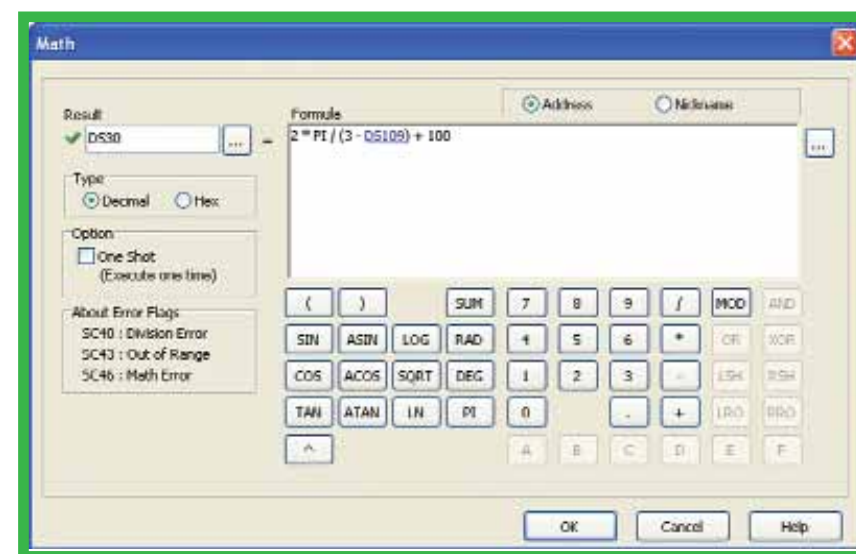 Math
Result
DS30
...
=
Formula
Address
Nickname
2 * PI / (3 - DS109) + 100
...
Type
Decimal
Hex
Option
One Shot
(Execute one time)
About Error Flags
SC40 : Division Error
SC43 : Out of Range
SC46 : Math Error
( ) SUM 7 8 9 / MOD AND
SIN ASIN LOG RAD 4 5 6 * OR XOR
COS ACOS SQRT DEG 1 2 3 - LSH RSH
TAN ATAN LN PI 0 . + LRO RRO
^ A B C D E F
OK Cancel Help